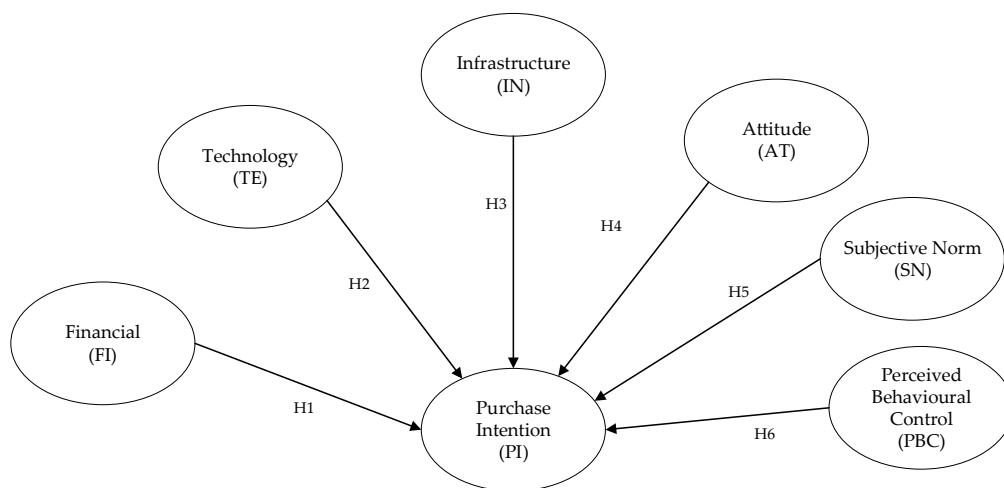 Infrastructure
(IN)
Attitude
(AT)
Technology
(TE)
H3
H4
Subjective Norm
(SN)
H2
H5
Financial
(FI)
Perceived
Behavioural
Control
(PBC)
H1
Purchase
Intention
(PI)
H6